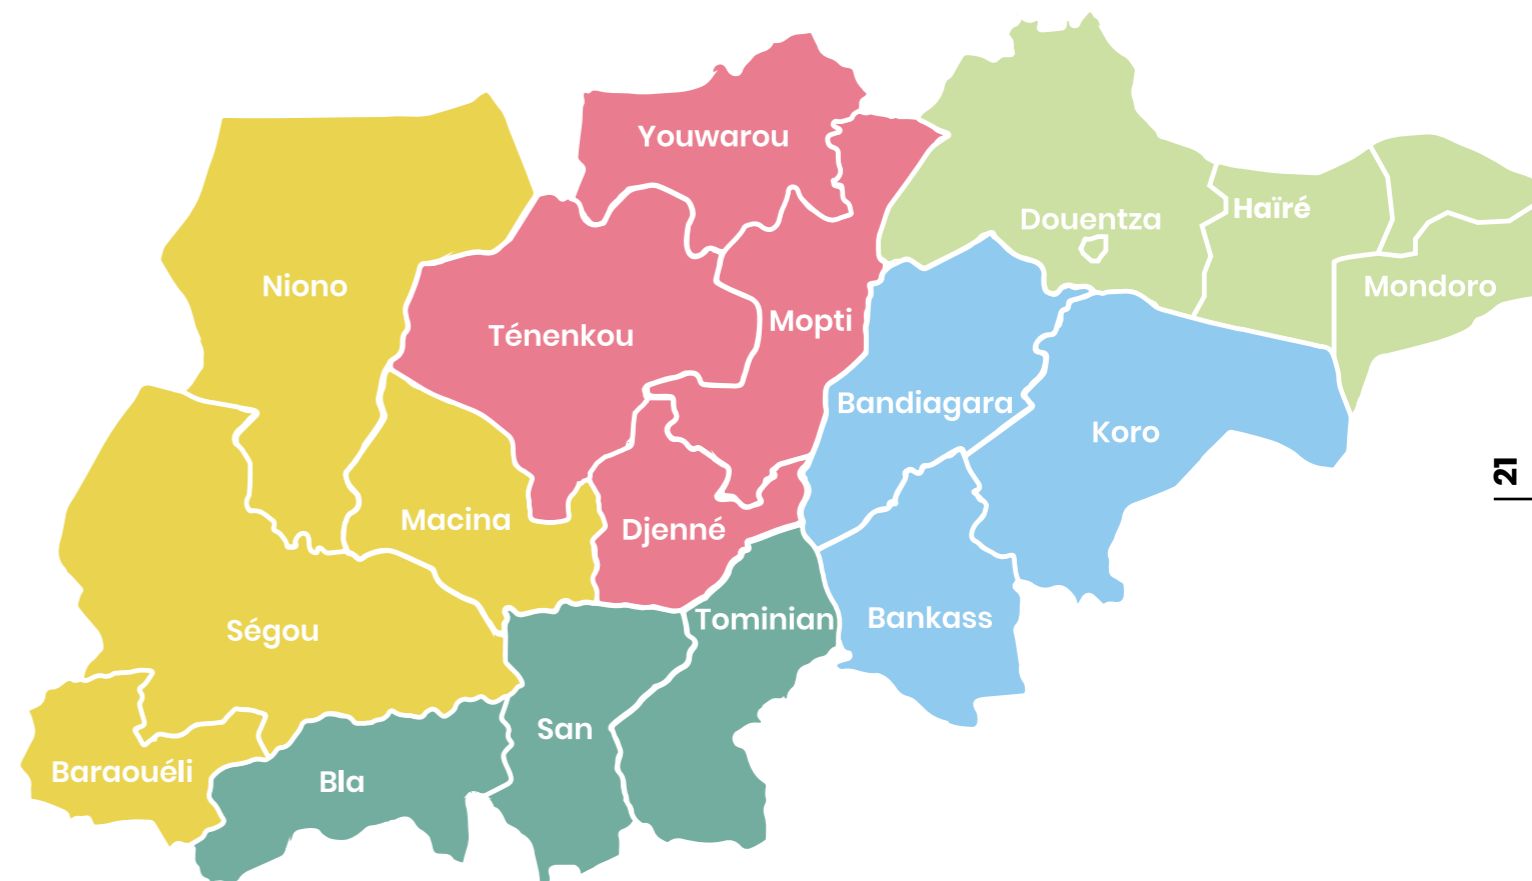 Youwarou
Douentza
Haïré
Niono
Mondoro
Mopti
Ténenkou
Bandiagara
Koro
21
Macina
Djenné
Ségou
Tominian
Bankass
San
Baraouéli
Bla